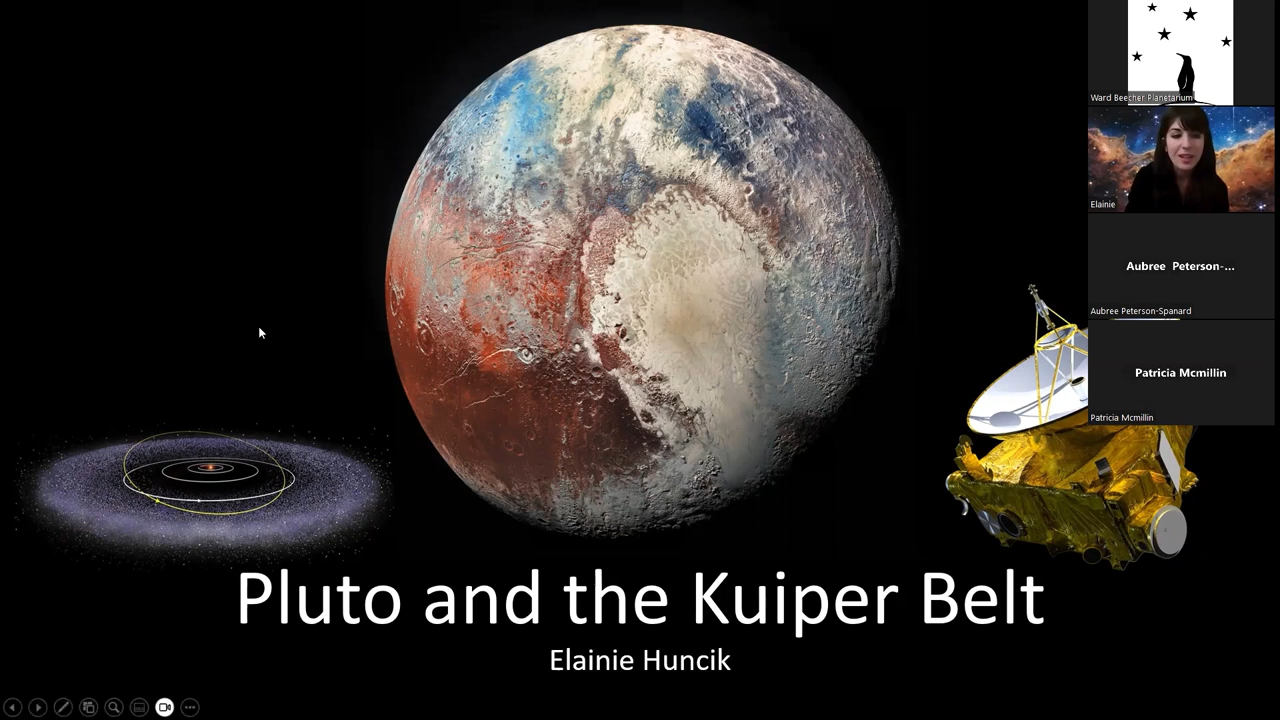 Pluto and the Kuiper Belt
Elainie Huncik
Ward Beecher Planetarium
Elainie
Aubree Peterson-...
Aubree Peterson-Spanard
Patricia Mcmillin
Patricia Mcmillin